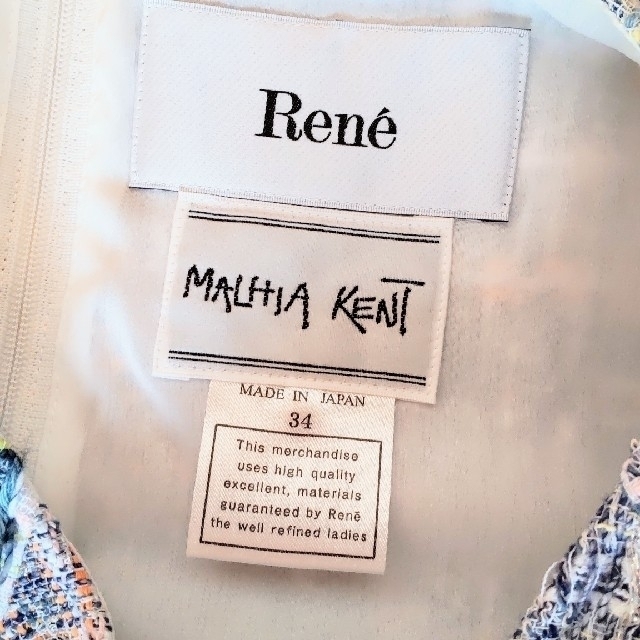 René
MALHIA KENT
MADE IN JAPAN
34
This merchandise
uses high quality
excellent, materials
guaranteed by René
the well refined ladies